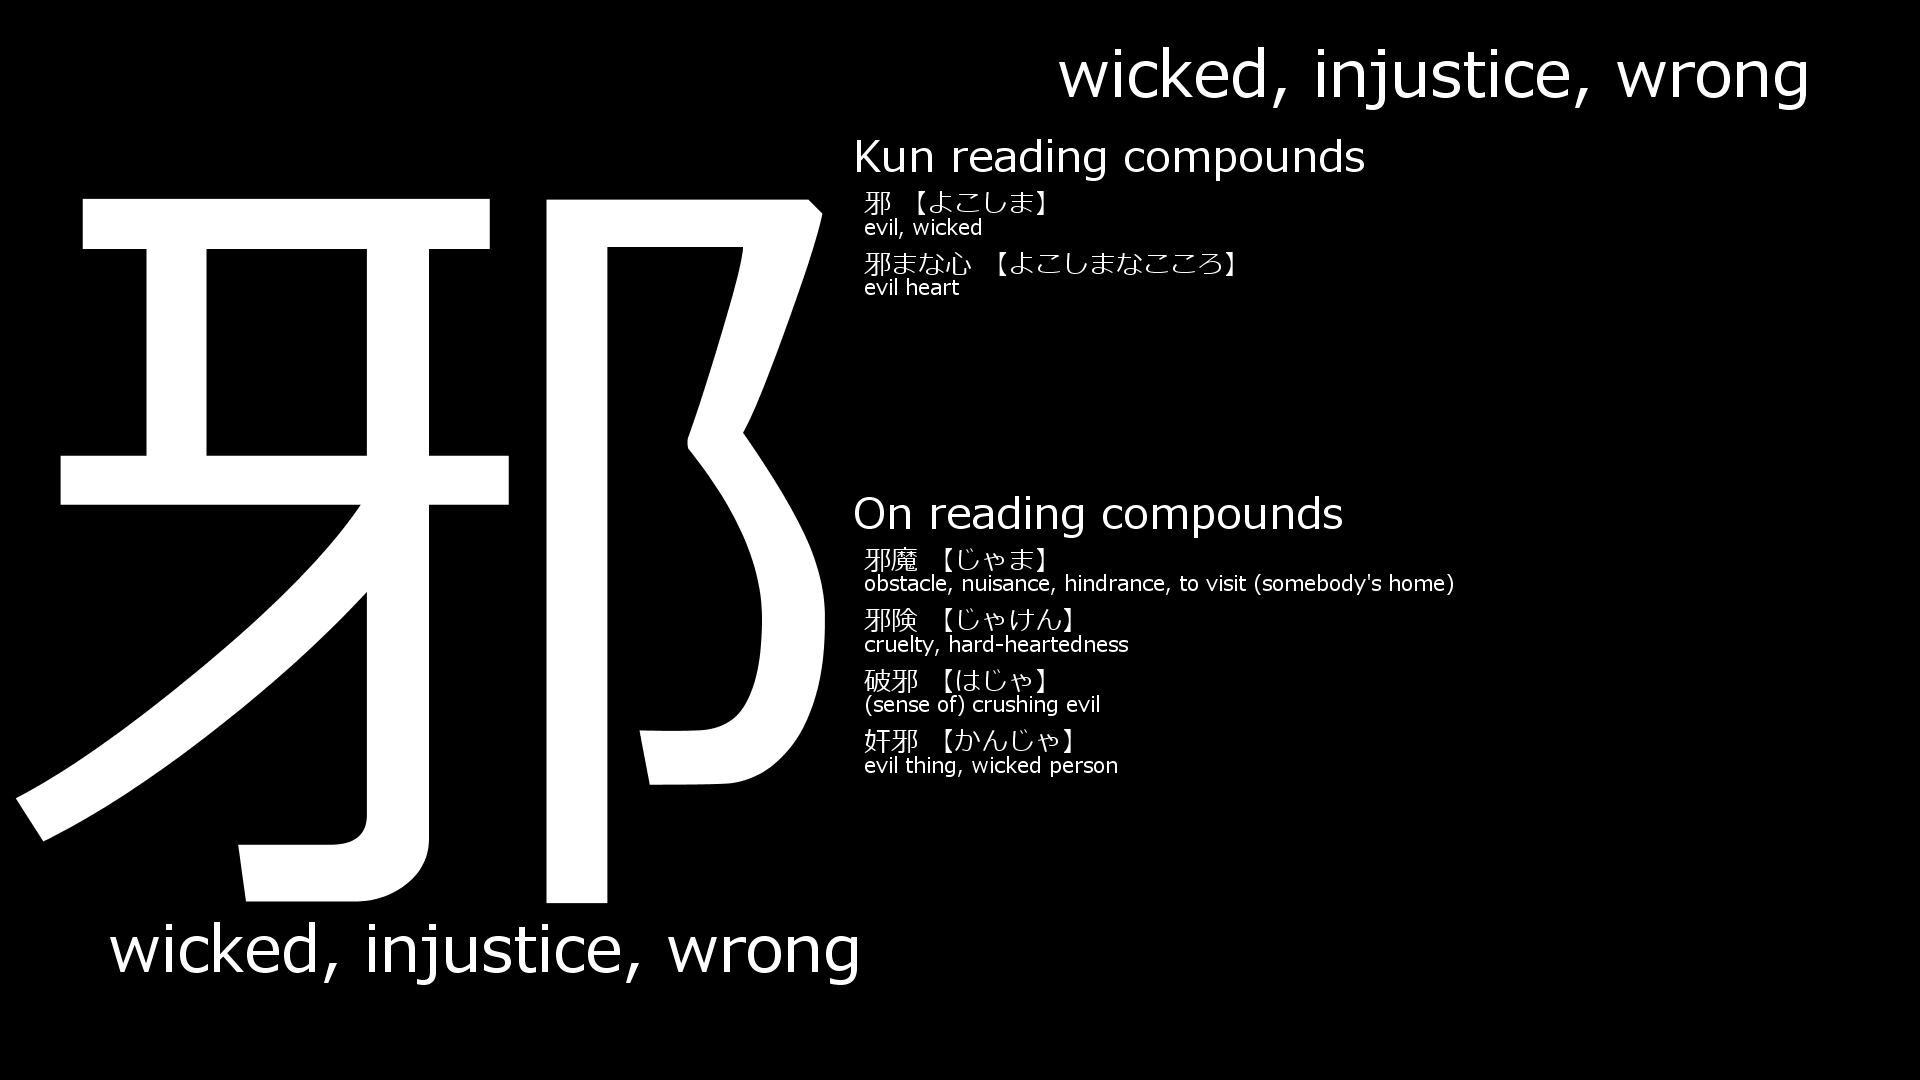 wicked, injustice, wrong
邪
Kun reading compounds
邪 【よこしま】
evil, wicked
邪まな心 【よこしまなこころ】
evil heart
On reading compounds
邪魔 【じゃま】
obstacle, nuisance, hindrance, to visit (somebody's home)
邪険 【じゃけん】
cruelty, hard-heartedness
破邪 【はじゃ】
(sense of) crushing evil
奸邪 【かんじゃ】
evil thing, wicked person
wicked, injustice, wrong